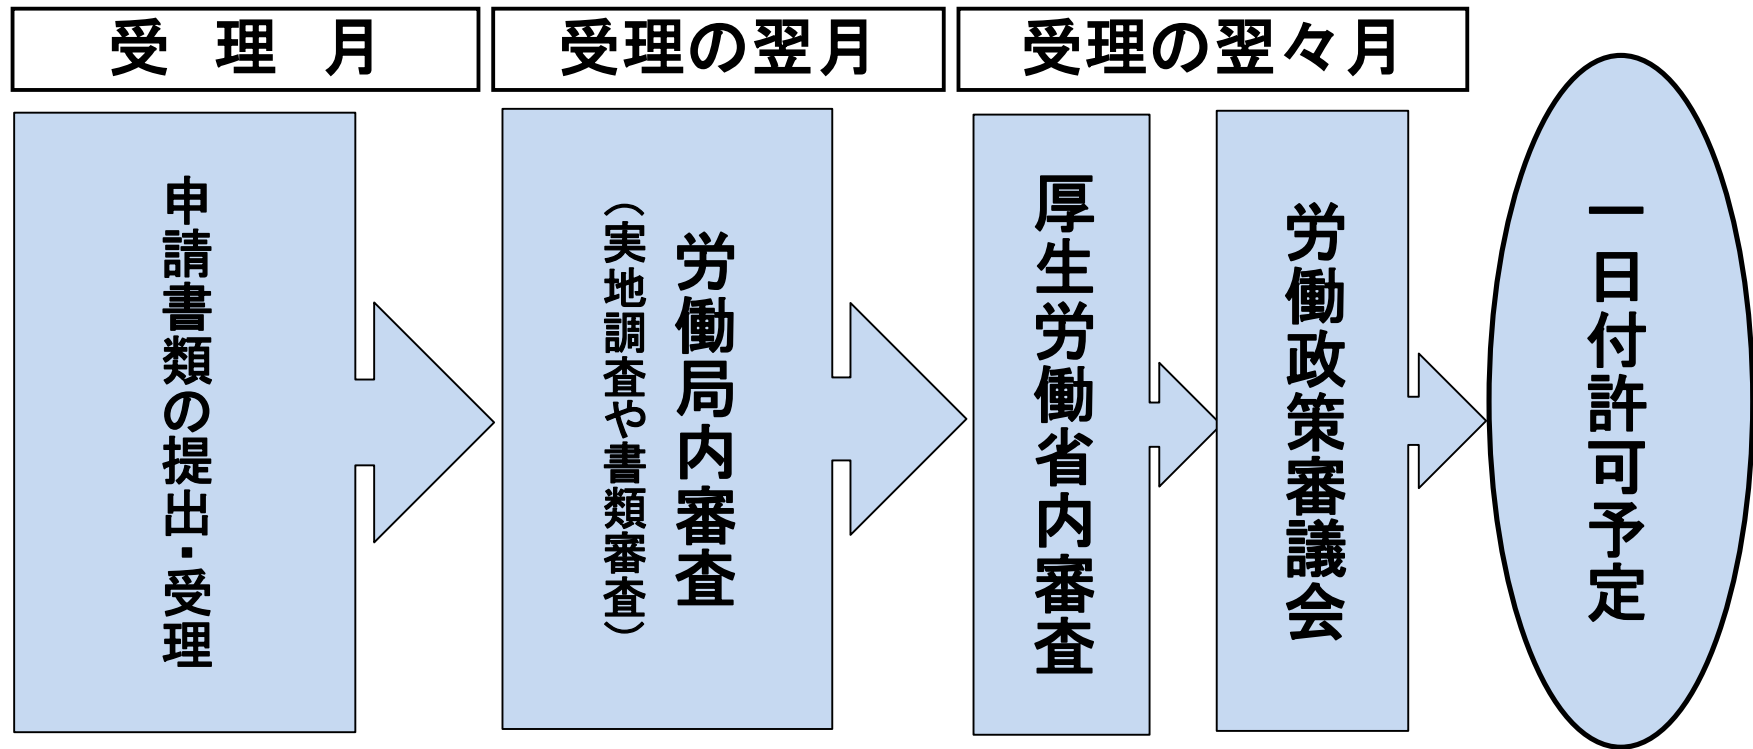 受理月
受理の翌月
受理の翌々月
申請書類の提出・受理
労働局内審査
（実地調査や書類審査）
厚生労働省内審査
労働政策審議会
一日付許可予定